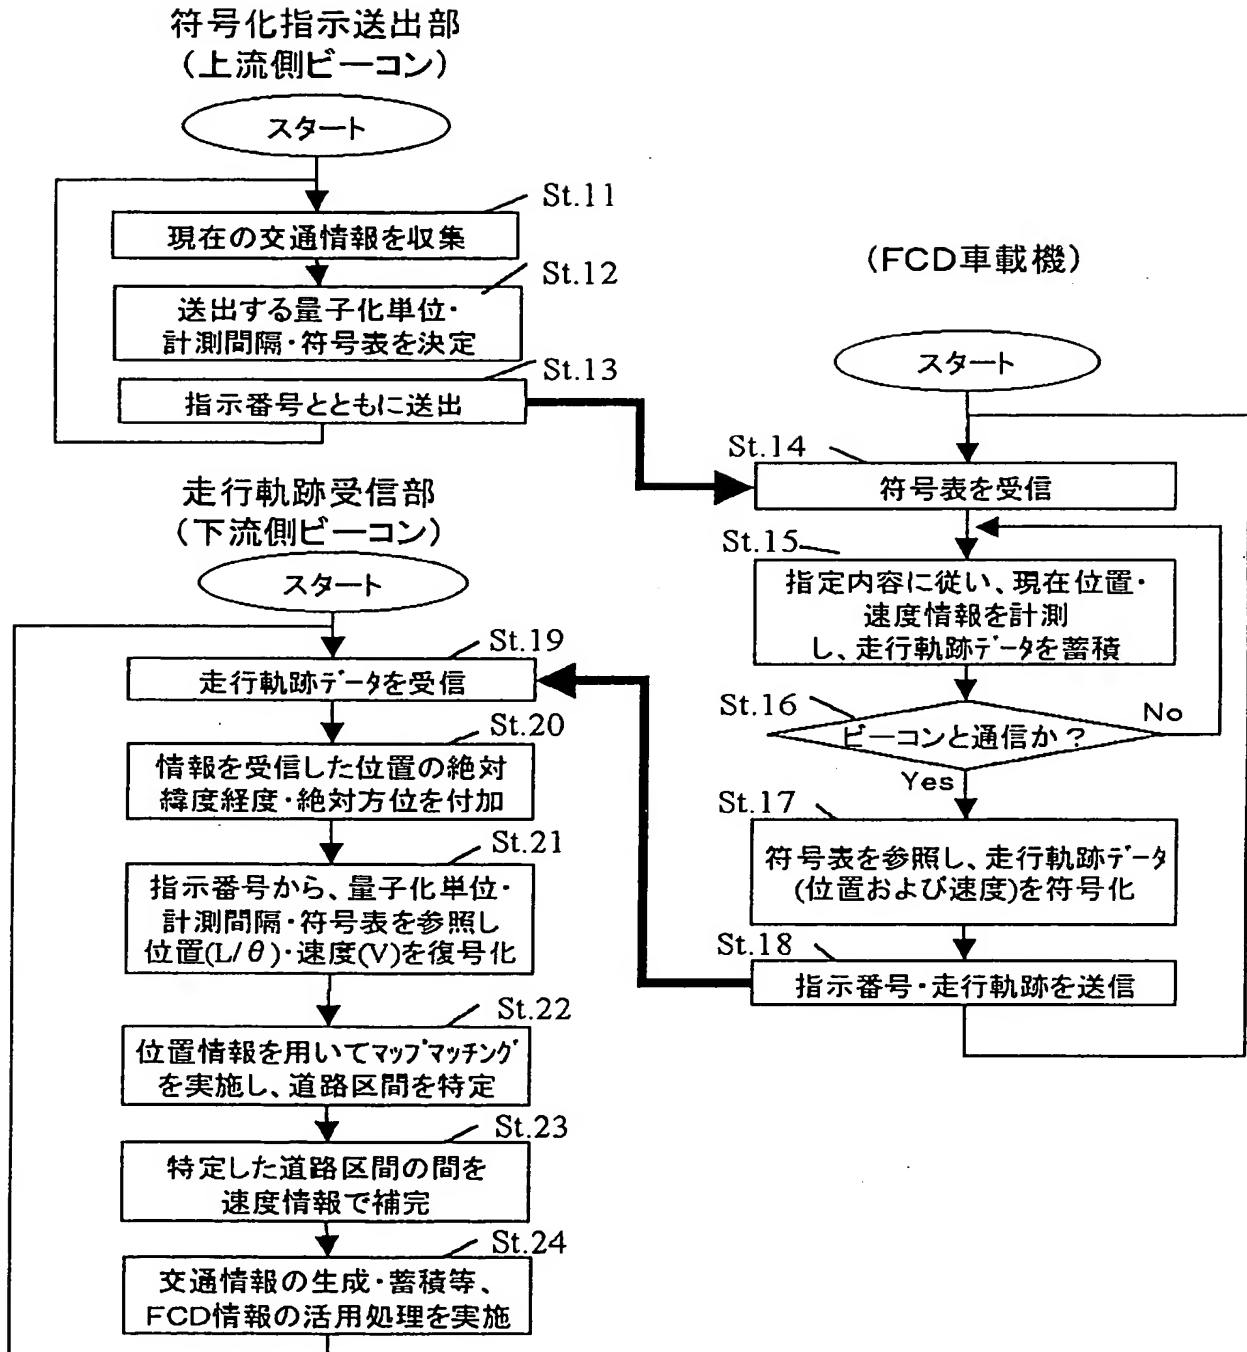 符号化指示送出部
(上流側ビーコン)
スタート
St.11
現在の交通情報を収集
St.12
送出する量子化単位・
計測間隔・符号表を決定
St.13
指示番号とともに送出
(FCD車載機)
スタート
St.14
符号表を受信
St.15
指定内容に従い、現在位置・
速度情報を計測
し、走行軌跡データを蓄積
St.16
ビーコンと通信か?
No
Yes
St.17
符号表を参照し、走行軌跡データ
(位置および速度)を符号化
St.18
指示番号・走行軌跡を送信
走行軌跡受信部
(下流側ビーコン)
スタート
St.19
走行軌跡データを受信
St.20
情報を受信した位置の絶対
緯度経度・絶対方位を付加
St.21
指示番号から、量子化単位・
計測間隔・符号表を参照し
位置(L/θ)・速度(V)を復号化
St.22
位置情報を用いてマップマッチング
を実施し、道路区間を特定
St.23
特定した道路区間の間を
速度情報で補完
St.24
交通情報の生成・蓄積等、
FCD情報の活用処理を実施